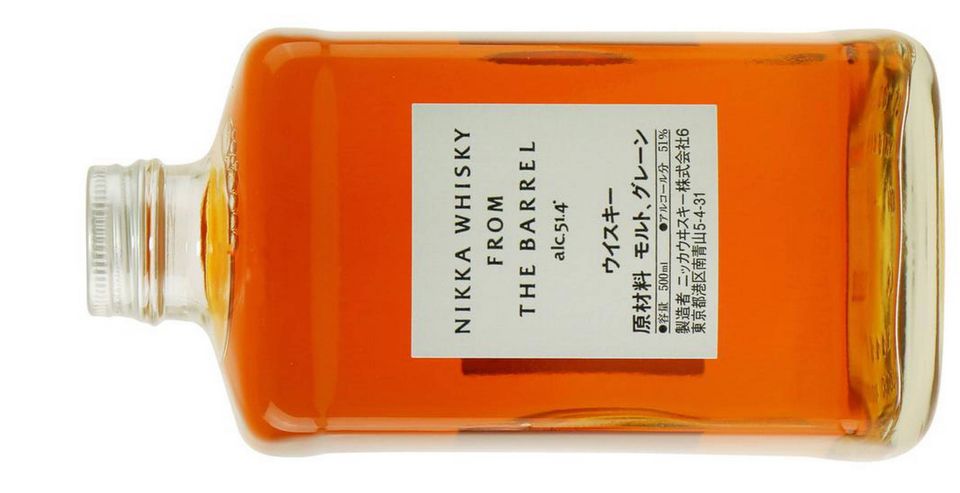 NIKKA WHISKY
FROM
THE BARREL
alc.51.4°
ウイスキー
原材料 モルト、グレーン
●容量 500ml ●アルコール分 51%
製造者 ニッカウヰスキー株式会社6
東京都港区南青山5-4-31